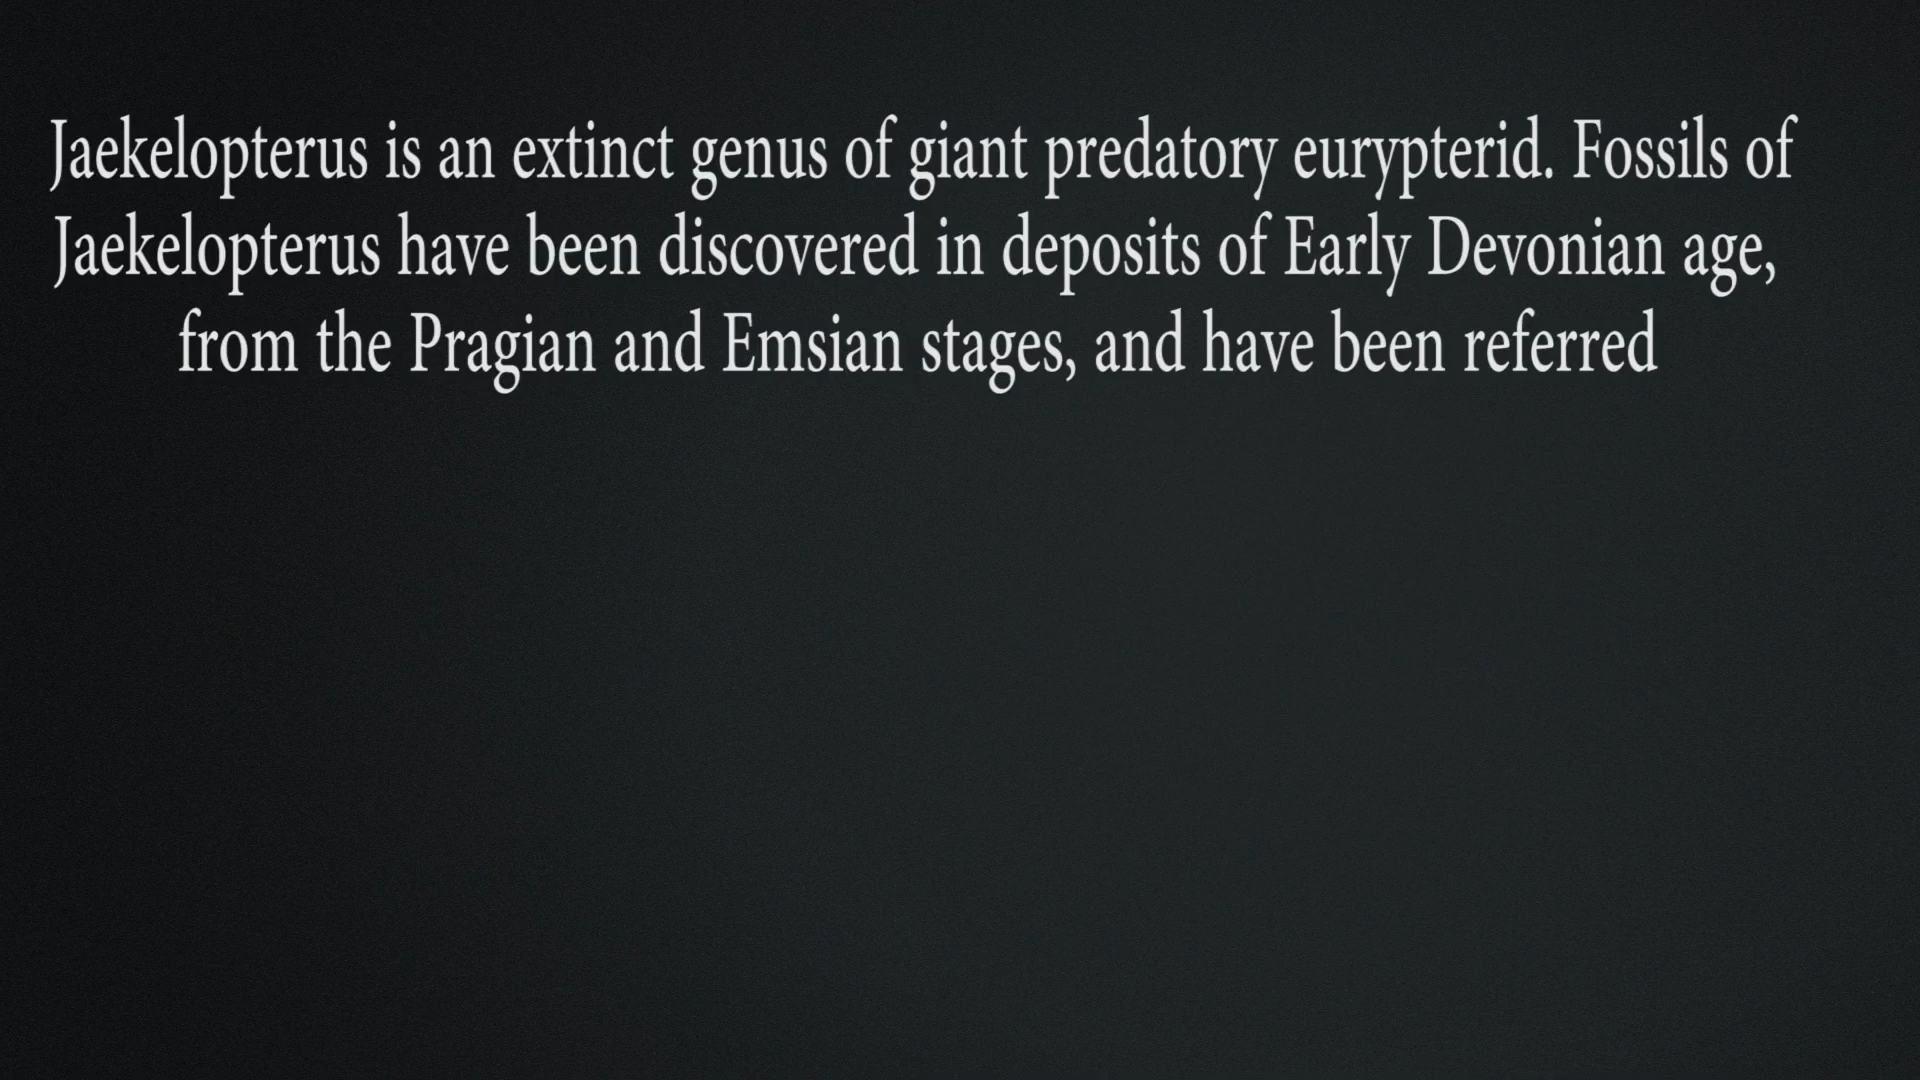 Jaekelopterus is an extinct genus of giant predatory eurypterid. Fossils of
Jaekelopterus have been discovered in deposits of Early Devonian age,
from the Pragian and Emsian stages, and have been referred